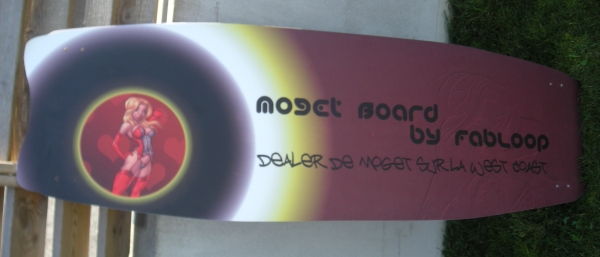 MOGET BOARD
BY FABLOOP
DEALER DE MOGET SUR LA WEST COAST